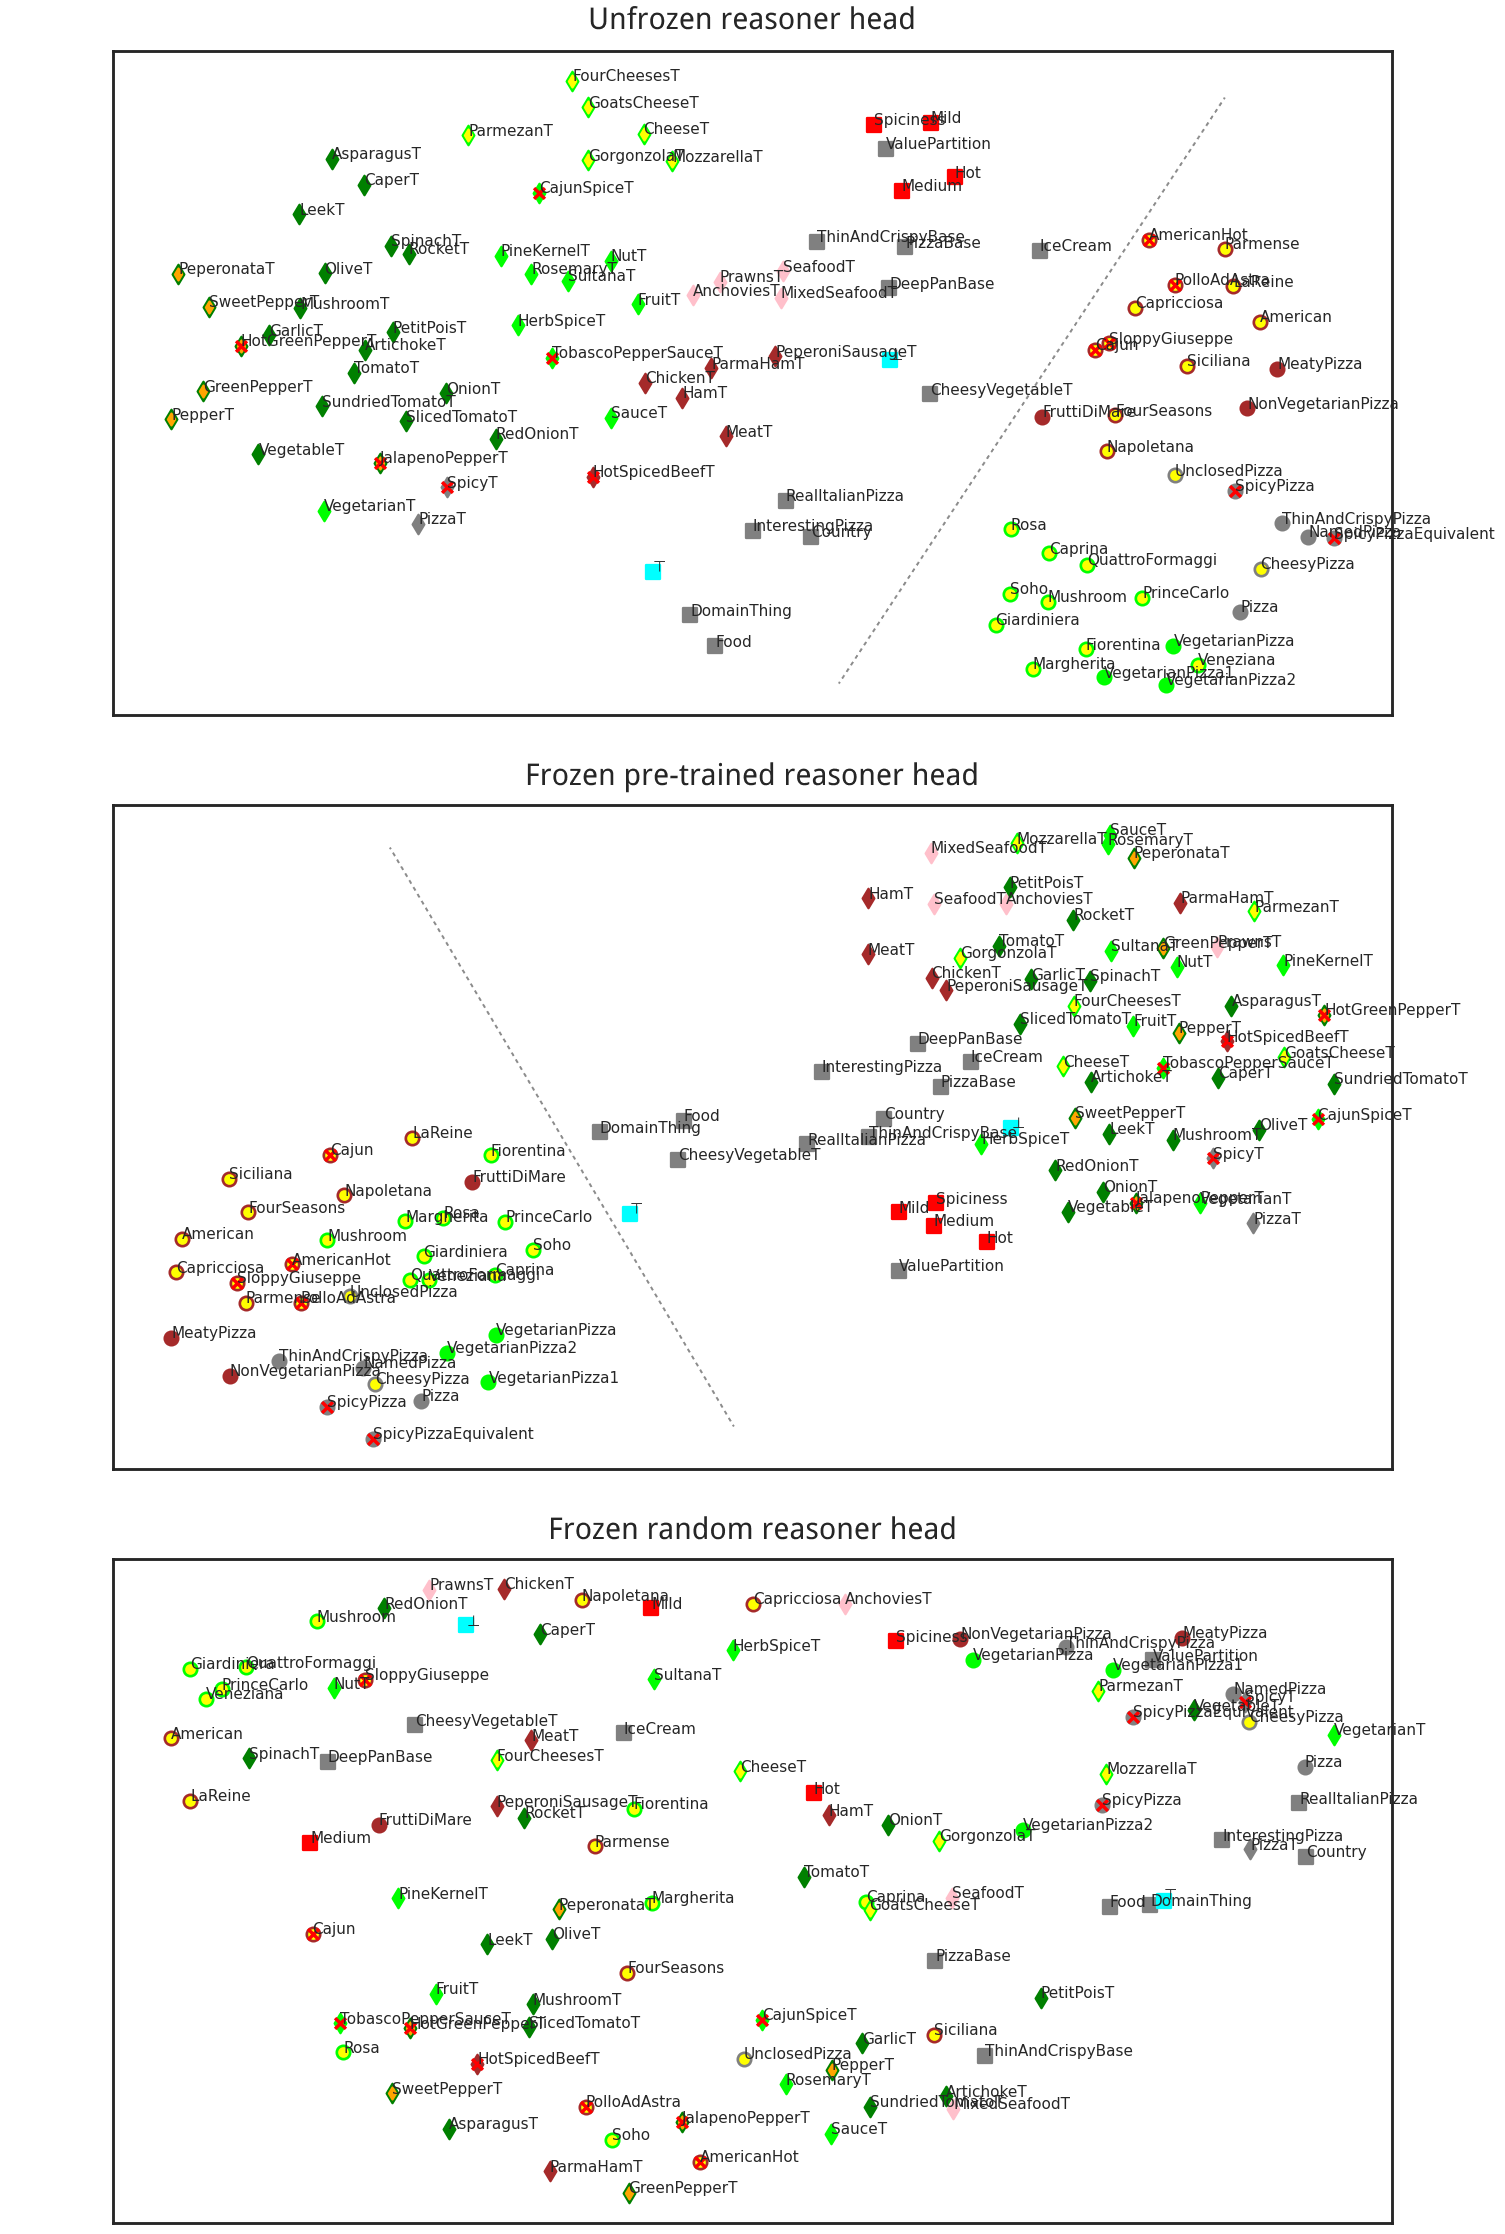 Unfrozen reasoner head
FourCheesesT
GoatsCheeseT
ParmezanT
CheeseT
Spiciness
Mild
ValuePartition
AsparagusT
GorgonzolaT
MozzarellaT
CaperT
CajunSpiceT
Medium
Hot
LeekT
SpinachT
RocketT
PineKernelT
NutT
ThinAndCrispyBase
PizzaBase
IceCream
AmericanHot
Parmense
PeperonataT
OliveT
RosemaryT
SultanaT
PrawnsT
SeafoodT
DeepPanBase
PolloAdAstra
LaReine
SweetPepperT
MushroomT
FruitT
AnchoviesT
MixedSeafoodT
Capricciosa
American
HerbSpiceT
GarlicT
PetitPoisT
HotGreenPepperT
ArtichokeT
TobascoPepperSauceT
PeperoniSausageT
⊥
SloppyGiuseppe
Cajun
TomatoT
ParmaHamT
Siciliana
MeatyPizza
ChickenT
GreenPepperT
OnionT
HamT
CheesyVegetableT
SundriedTomatoT
NonVegetarianPizza
PepperT
SlicedTomatoT
SauceT
FruttiDiMare
FourSeasons
RedOnionT
MeatT
VegetableT
Napoletana
JalapenoPepperT
HotSpicedBeefT
UnclosedPizza
SpicyT
SpicyPizza
VegetarianT
RealItalianPizza
PizzaT
InterestingPizza
Country
Rosa
ThinAndCrispyPizza
NamedPizza
SpicyPizzaEquivalent
Caprina
QuattroFormaggi
CheesyPizza
⊤
Soho
Mushroom
PrinceCarlo
DomainThing
Giardiniera
Pizza
Food
Fiorentina
VegetarianPizza
Margherita
Veneziana
VegetarianPizza1
VegetarianPizza2
Frozen pre-trained reasoner head
SauceT
MozzarellaT
RosemaryT
MixedSeafoodT
PeperonataT
PetitPoisT
HamT
SeafoodT
AnchoviesT
ParmaHamT
ParmezanT
RocketT
TomatoT
MeatT
GorgonzolaT
SultanaT
GreenPepperT
PrawnsT
NutT
PineKernelT
ChickenT
PeperoniSausageT
GarlicT
SpinachT
FourCheesesT
AsparagusT
HotGreenPepperT
SlicedTomatoT
FruitT
PepperT
HotSpicedBeefT
DeepPanBase
IceCream
CheeseT
TobascoPepperSauceT
GoatsCheeseT
InterestingPizza
PizzaBase
ArtichokeT
CaperT
SundriedTomatoT
Food
DomainThing
Country
⊥
SweetPepperT
CajunSpiceT
LaReine
ThinAndCrispyBase
RealItalianPizza
HerbSpiceT
LeekT
MushroomT
OliveT
Cajun
Fiorentina
CheesyVegetableT
SpicyT
Siciliana
FruttiDiMare
RedOnionT
Napoletana
OnionT
FourSeasons
Margherita
Rosa
PrinceCarlo
⊤
Mild
Spiciness
VegetableT
JalapenoPepperT
VegetarianT
American
Mushroom
Soho
Medium
Hot
PizzaT
AmericanHot
Giardiniera
Capricciosa
SloppyGiuseppe
QuattroFormaggi
Veneziana
Caprina
ValuePartition
Parmense
PolloAdAstra
UnclosedPizza
MeatyPizza
VegetarianPizza
ThinAndCrispyPizza
VegetarianPizza2
NonVegetarianPizza
NamedPizza
CheesyPizza
VegetarianPizza1
SpicyPizza
Pizza
SpicyPizzaEquivalent
Frozen random reasoner head
PrawnsT
ChickenT
Napoletana
RedOnionT
Mild
Capricciosa
AnchoviesT
Mushroom
⊥
CaperT
Spiciness
NonVegetarianPizza
MeatyPizza
HerbSpiceT
VegetarianPizza
ThinAndCrispyPizza
ValuePartition
Giardiniera
QuattroFormaggi
SloppyGiuseppe
SultanaT
VegetarianPizza1
PrinceCarlo
Veneziana
NutT
ParmezanT
NamedPizza
SpicyT
American
CheesyVegetableT
IceCream
VegetableT
SpicyPizzaEquivalent
CheesyPizza
VegetarianT
MeatT
SpinachT
DeepPanBase
FourCheesesT
CheeseT
MozzarellaT
Pizza
LaReine
PeperoniSausageT
Fiorentina
Hot
SpicyPizza
RealItalianPizza
FruttiDiMare
RocketT
HamT
OnionT
VegetarianPizza2
Medium
Parmense
GorgonzolaT
InterestingPizza
PizzaT
Country
TomatoT
PineKernelT
PeperonataT
Margherita
Caprina
GoatsCheeseT
SeafoodT
Food
DomainThing
⊤
Cajun
LeekT
OliveT
PizzaBase
FourSeasons
FruitT
MushroomT
PetitPoisT
TobascoPepperSauceT
HotGreenPepperT
SlicedTomatoT
CajunSpiceT
Siciliana
Rosa
GarlicT
HotSpicedBeefT
UnclosedPizza
PepperT
ThinAndCrispyBase
SweetPepperT
RosemaryT
ArtichokeT
PolloAdAstra
SundriedTomatoT
MixedSeafoodT
AsparagusT
JalapenoPepperT
Soho
SauceT
ParmaHamT
AmericanHot
GreenPepperT